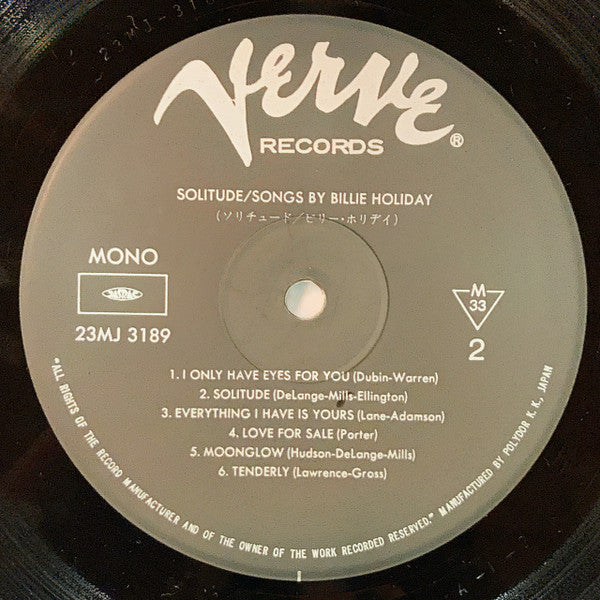 23MJ-318
Verve
RECORDS®
SOLITUDE/SONGS BY BILLIE HOLIDAY
(ソリチュード/ビリー・ホリデイ)
MONO
23MJ 3189
M
33
2
1. I ONLY HAVE EYES FOR YOU (Dubin-Warren)
2. SOLITUDE (DeLange-Mills-Ellington)
3. EVERYTHING I HAVE IS YOURS (Lane-Adamson)
4. LOVE FOR SALE (Porter)
5. MOONGLOW (Hudson-DeLange-Mills)
6. TENDERLY (Lawrence-Gross)
"ALL RIGHTS OF THE RECORD MANUFACTURER AND OF THE OWNER OF THE WORK RECORDED RESERVED." MANUFACTURED BY POLYDOR K. K., JAPAN